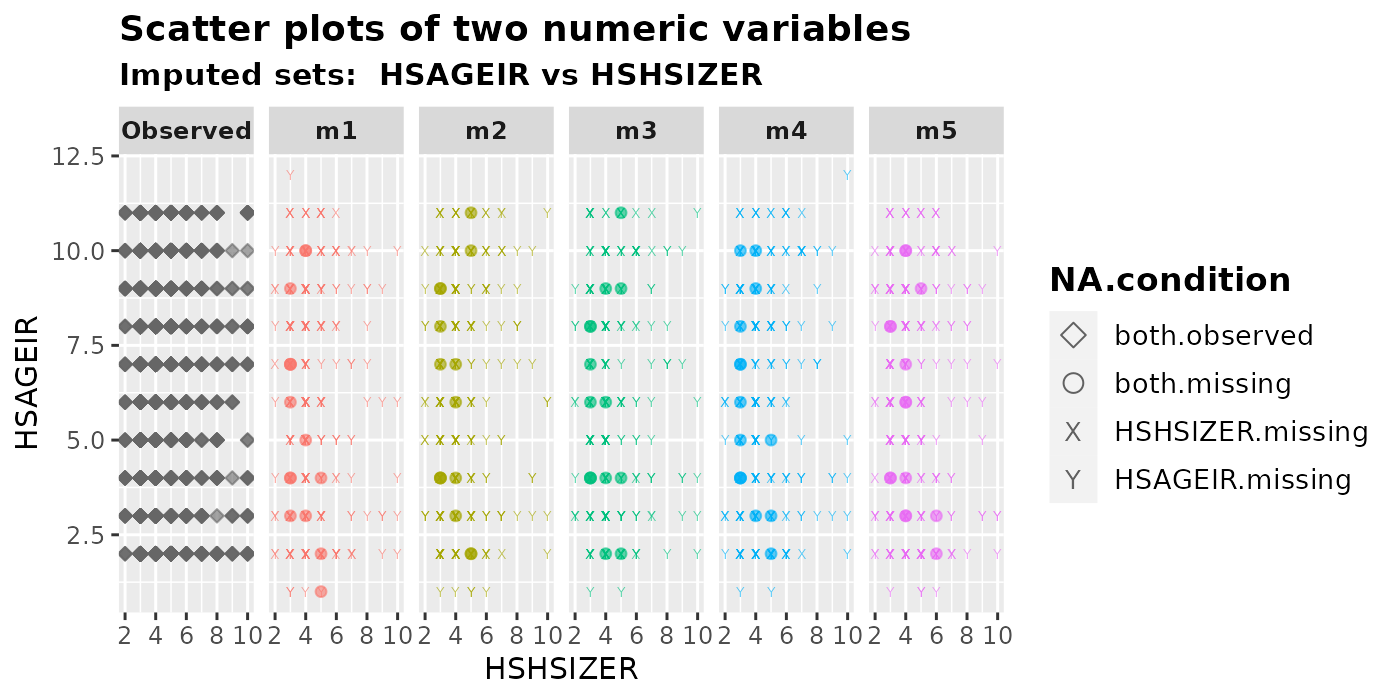 Scatter plots of two numeric variables
Imputed sets:  HSAGEIR vs HSHSIZER
Observed m1 m2 m3 m4 m5
12.5
10.0
7.5
5.0
2.5
HSAGEIR
2 4 6 8 10 2 4 6 8 10 2 4 6 8 10 2 4 6 8 10 2 4 6 8 10 2 4 6 8 10
HSHSIZER
NA.condition
both.observed
both.missing
X HSHSIZER.missing
Y HSAGEIR.missing